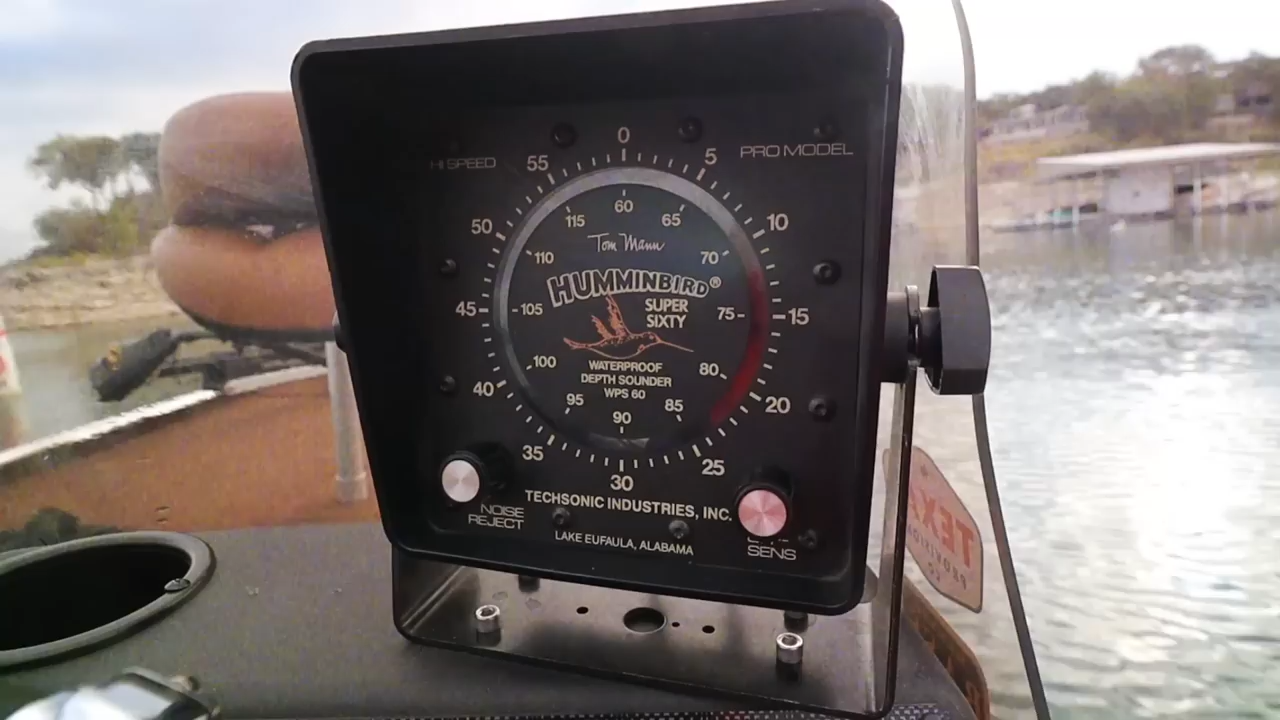 HI SPEED
PRO MODEL
0
5
10
15
20
25
30
35
40
45
50
55
60
65
70
75
80
85
90
95
100
105
110
115
Tom Mann
HUMMINBIRD®
SUPER
SIXTY
WATERPROOF
DEPTH SOUNDER
WPS 60
TECHSONIC INDUSTRIES, INC.
LAKE EUFAULA, ALABAMA
NOISE
REJECT
SENS